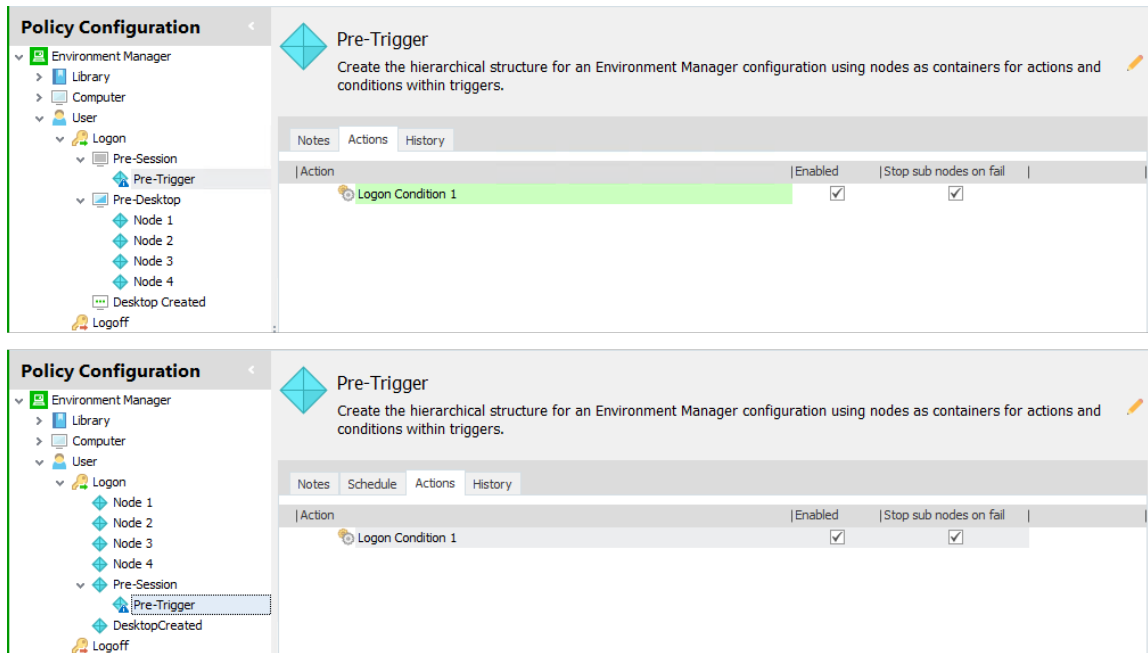 Policy Configuration
Environment Manager
Library
Computer
User
Logon
Pre-Session
Pre-Trigger
Pre-Desktop
Node 1
Node 2
Node 3
Node 4
Desktop Created
Logoff
Pre-Trigger
Create the hierarchical structure for an Environment Manager configuration using nodes as containers for actions and
conditions within triggers.
Notes Actions History
Action Enabled Stop sub nodes on fail
Logon Condition 1
Policy Configuration
Environment Manager
Library
Computer
User
Logon
Node 1
Node 2
Node 3
Node 4
Pre-Session
Pre-Trigger
DesktopCreated
Logoff
Pre-Trigger
Create the hierarchical structure for an Environment Manager configuration using nodes as containers for actions and
conditions within triggers.
Notes Schedule Actions History
Action Enabled Stop sub nodes on fail
Logon Condition 1